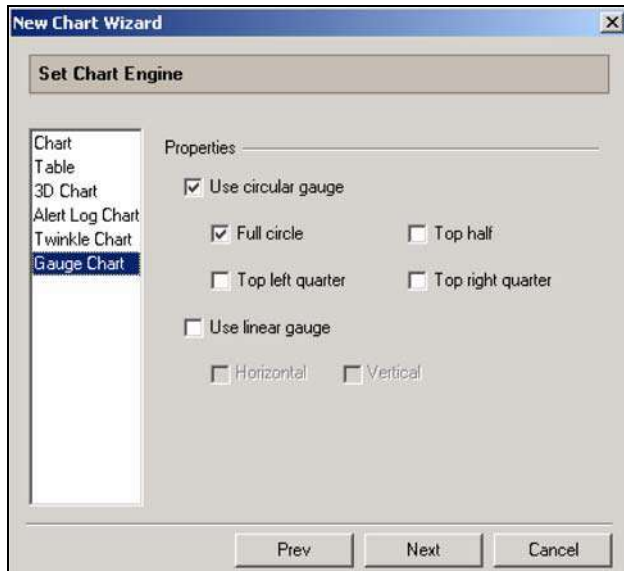 New Chart Wizard
Set Chart Engine
Chart
Table
3D Chart
Alert Log Chart
Twinkle Chart
Gauge Chart
Properties
Use circular gauge
Full circle
Top half
Top left quarter
Top right quarter
Use linear gauge
Horizontal
Vertical
Prev
Next
Cancel